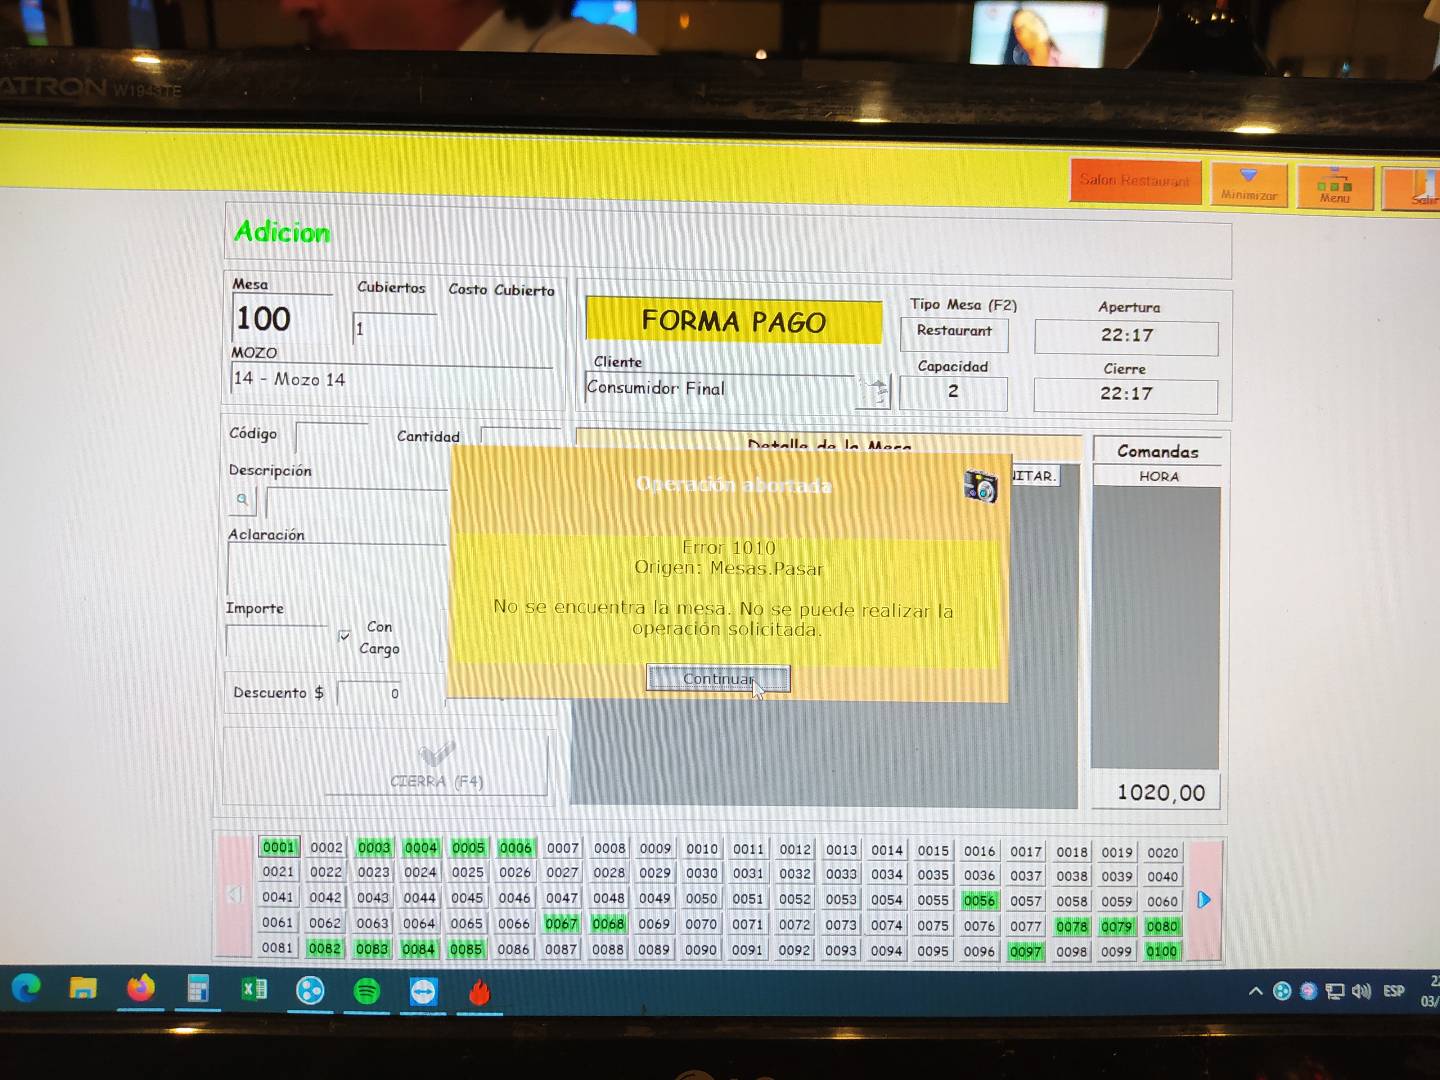 ATRON W1943TE
Salon Restaurant
Minimizar
Menu
Salir
Adicion
Mesa
Cubiertos
Costo Cubierto
100
1
MOZO
14 - Mozo 14
FORMA PAGO
Cliente
Consumidor Final
Tipo Mesa (F2)
Restaurant
Capacidad
2
Apertura
22:17
Cierre
22:17
Código
Cantidad
Descripción
Aclaración
Importe
Con
Cargo
Descuento $
0
CIERRA (F4)
Detalle de la Mesa
NITAR.
Comandas
HORA
1020,00
Operación abortada
Error 1010
Origen: Mesas.Pasar
No se encuentra la mesa. No se puede realizar la
operación solicitada.
Continuar
0001 0002 0003 0004 0005 0006 0007 0008 0009 0010 0011 0012 0013 0014 0015 0016 0017 0018 0019 0020
0021 0022 0023 0024 0025 0026 0027 0028 0029 0030 0031 0032 0033 0034 0035 0036 0037 0038 0039 0040
0041 0042 0043 0044 0045 0046 0047 0048 0049 0050 0051 0052 0053 0054 0055 0056 0057 0058 0059 0060
0061 0062 0063 0064 0065 0066 0067 0068 0069 0070 0071 0072 0073 0074 0075 0076 0077 0078 0079 0080
0081 0082 0083 0084 0085 0086 0087 0088 0089 0090 0091 0092 0093 0094 0095 0096 0097 0098 0099 0100
ESP
03/